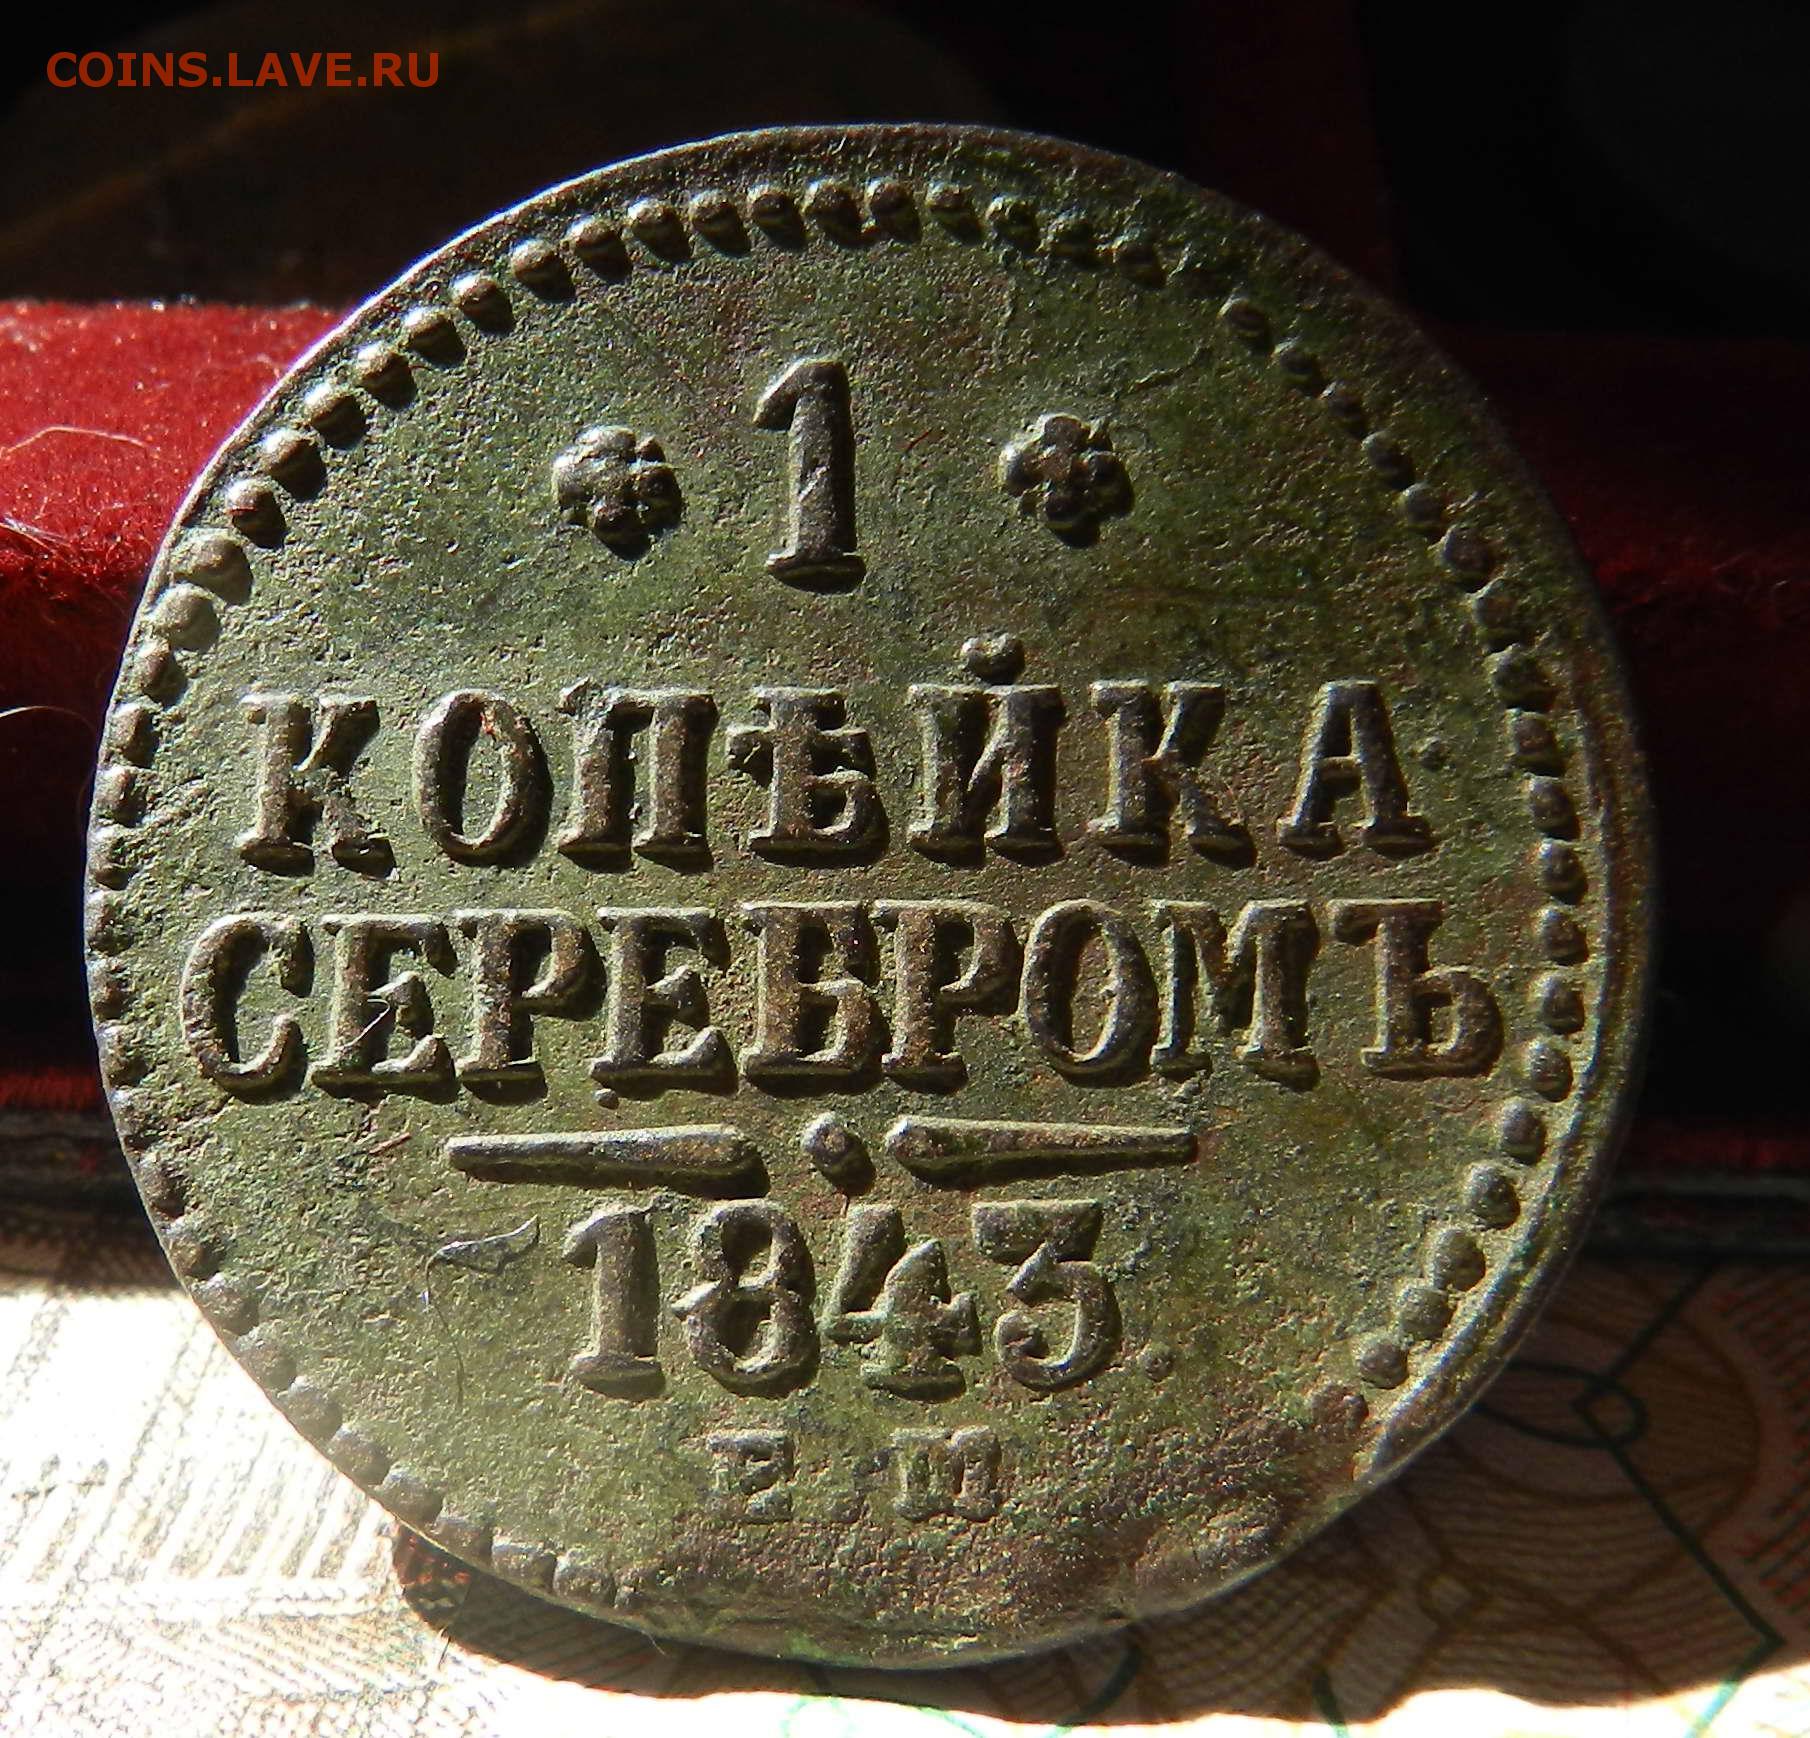 COINS.LAVE.RU
1
КОПѢЙКА
СЕРЕБРОМЪ
1843.
Е М